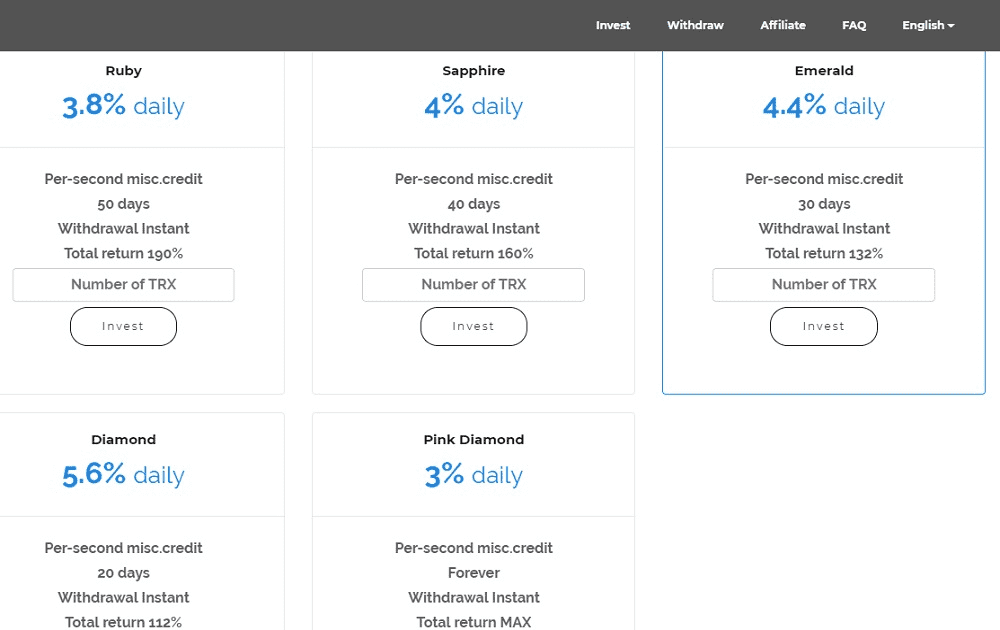 Invest Withdraw Affiliate FAQ English
Ruby
3.8% daily
Per-second misc.credit
50 days
Withdrawal Instant
Total return 190%
Number of TRX
Invest
Sapphire
4% daily
Per-second misc.credit
40 days
Withdrawal Instant
Total return 160%
Number of TRX
Invest
Emerald
4.4% daily
Per-second misc.credit
30 days
Withdrawal Instant
Total return 132%
Number of TRX
Invest
Diamond
5.6% daily
Per-second misc.credit
20 days
Withdrawal Instant
Total return 112%
Pink Diamond
3% daily
Per-second misc.credit
Forever
Withdrawal Instant
Total return MAX